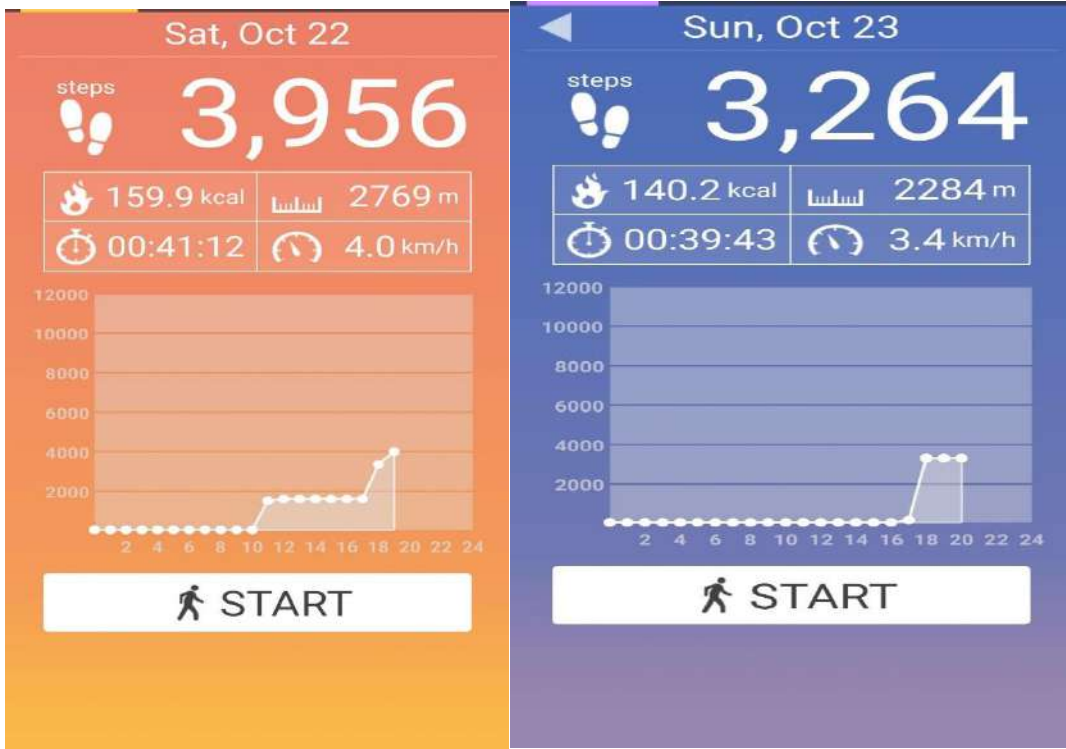 Sat, Oct 22
steps
3,956
159.9 kcal
2769 m
00:41:12
4.0 km/h
12000
10000
8000
6000
4000
2000
2 4 6 8 10 12 14 16 18 20 22 24
START
Sun, Oct 23
steps
3,264
140.2 kcal
2284 m
00:39:43
3.4 km/h
12000
10000
8000
6000
4000
2000
2 4 6 8 10 12 14 16 18 20 22 24
START